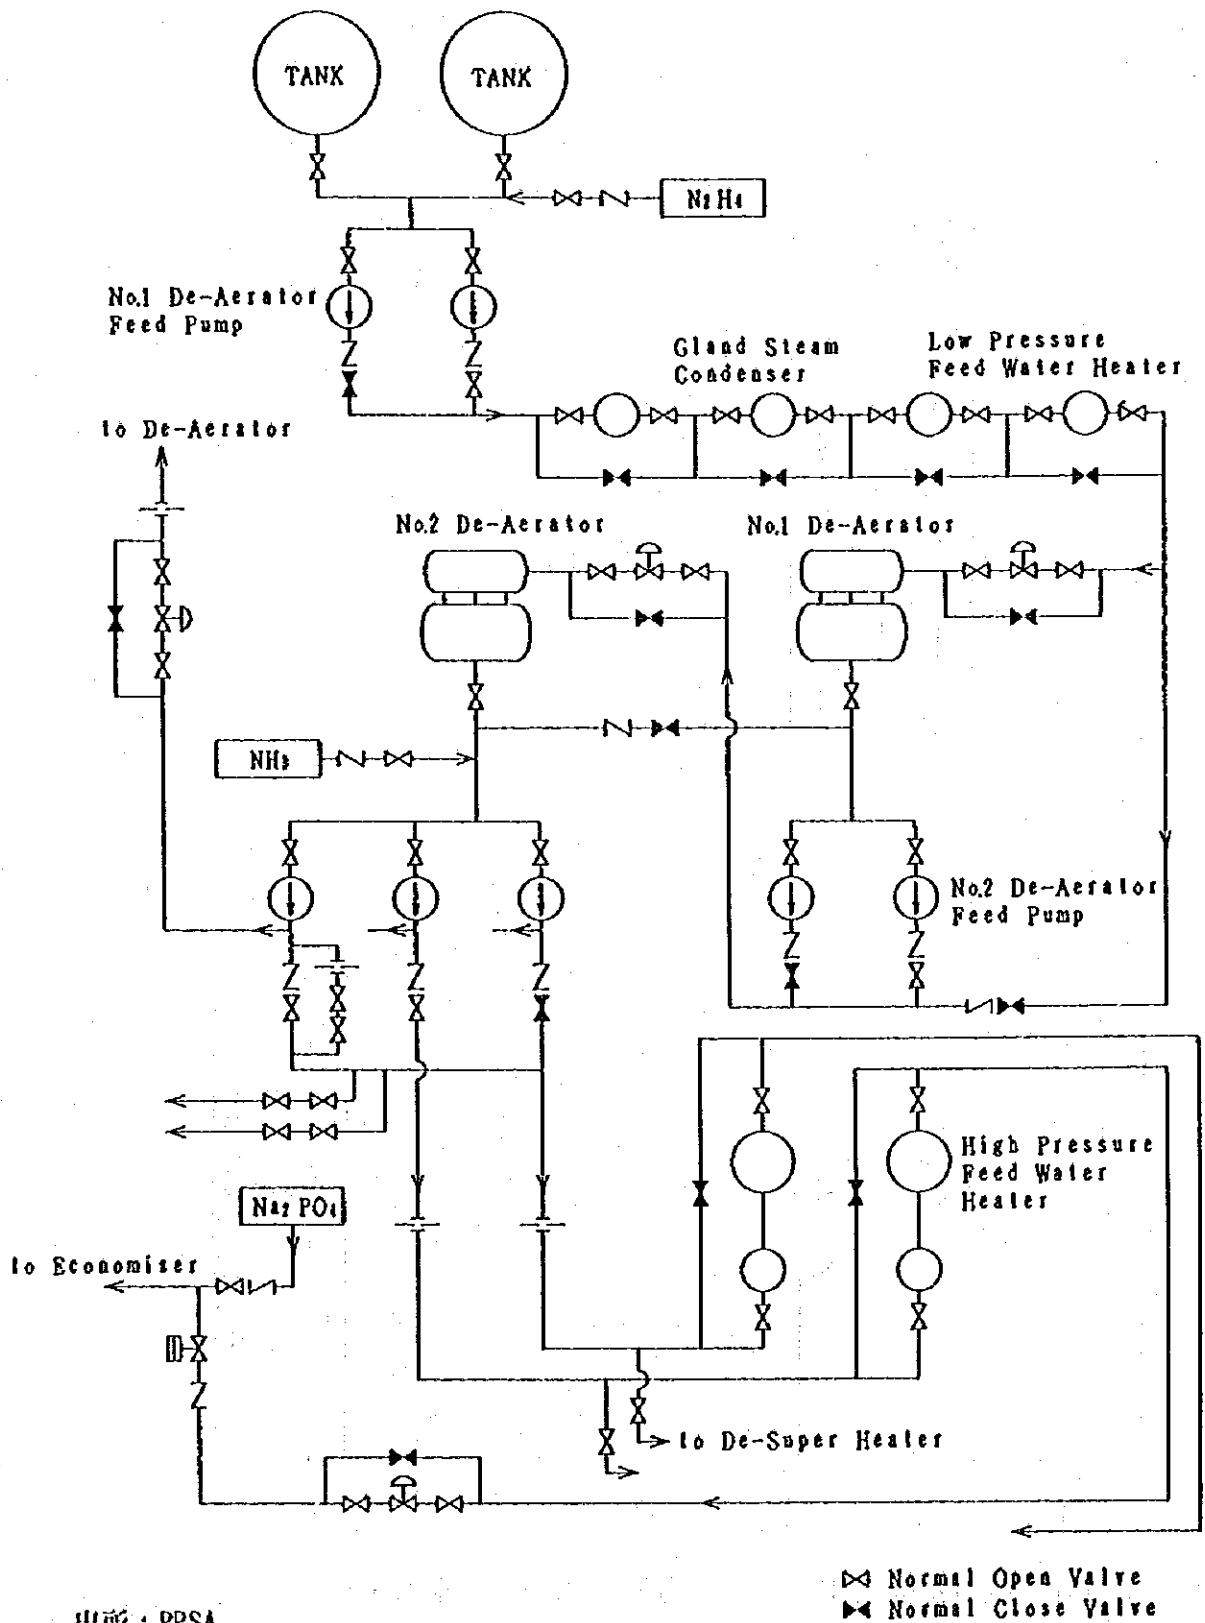 TANK
TANK
N₂H₄
No.1 De-Aerator
Feed Pump
Gland Steam
Condenser
Low Pressure
Feed Water Heater
to De-Aerator
No.2 De-Aerator
No.1 De-Aerator
NH₃
No.2 De-Aerator
Feed Pump
High Pressure
Feed Water
Heater
Na₂ PO₄
to Economiser
to De-Super Heater
Normal Open Valve
Normal Close Valve